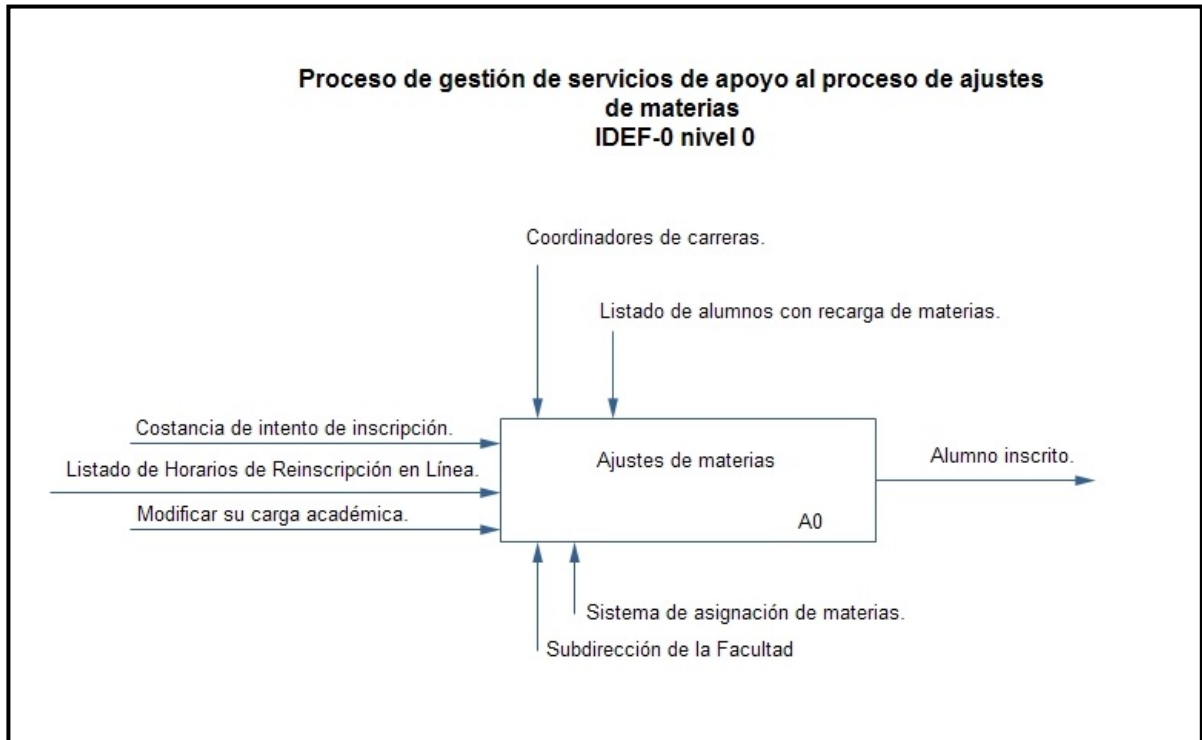 Proceso de gestión de servicios de apoyo al proceso de ajustes
de materias
IDEF-0 nivel 0
Coordinadores de carreras.
Listado de alumnos con recarga de materias.
Costancia de intento de inscripción.
Listado de Horarios de Reinscripción en Línea.
Modificar su carga académica.
Ajustes de materias
A0
Alumno inscrito.
Sistema de asignación de materias.
Subdirección de la Facultad